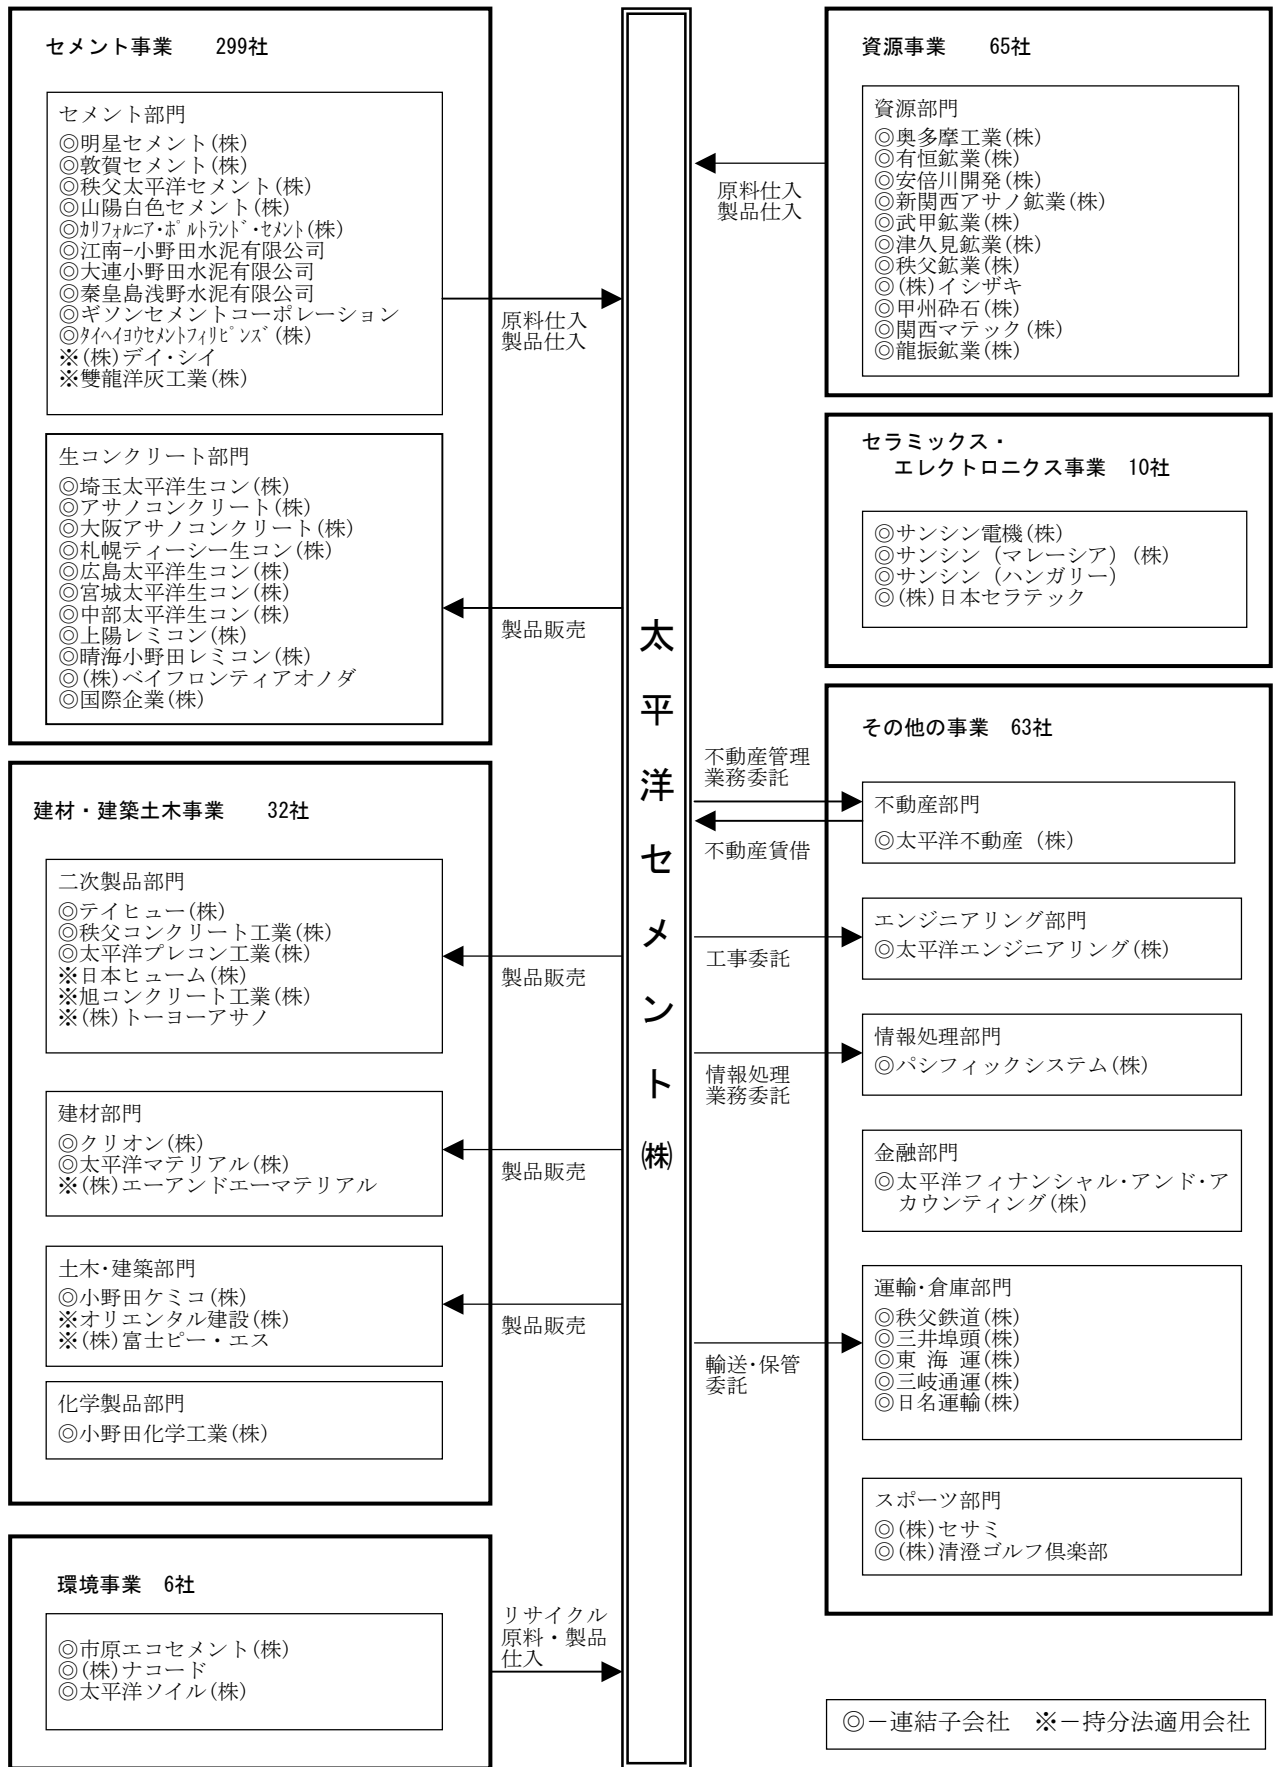 セメント事業　　299社
セメント部門
◎明星セメント(株)
◎敦賀セメント(株)
◎秩父太平洋セメント(株)
◎山陽白色セメント(株)
◎ｶﾘﾌｫﾙﾆｱ・ﾎﾟﾙﾄﾗﾝﾄﾞ・ｾﾒﾝﾄ(株)
◎江南−小野田水泥有限公司
◎大連小野田水泥有限公司
◎秦皇島浅野水泥有限公司
◎ギソンセメントコーポレーション
◎ﾀｲﾍｲﾖｳｾﾒﾝﾄﾌｨﾘﾋﾟﾝｽﾞ(株)
※(株)デイ・シイ
※雙龍洋灰工業(株)
原料仕入
製品仕入
生コンクリート部門
◎埼玉太平洋生コン(株)
◎アサノコンクリート(株)
◎大阪アサノコンクリート(株)
◎札幌ティーシー生コン(株)
◎広島太平洋生コン(株)
◎宮城太平洋生コン(株)
◎中部太平洋生コン(株)
◎上陽レミコン(株)
◎晴海小野田レミコン(株)
◎(株)ベイフロンティアオノダ
◎国際企業(株)
製品販売
建材・建築土木事業　　32社
二次製品部門
◎テイヒュー(株)
◎秩父コンクリート工業(株)
◎太平洋プレコン工業(株)
※日本ヒューム(株)
※旭コンクリート工業(株)
※(株)トーヨーアサノ
製品販売
建材部門
◎クリオン(株)
◎太平洋マテリアル(株)
※(株)エーアンドエーマテリアル
製品販売
土木・建築部門
◎小野田ケミコ(株)
※オリエンタル建設(株)
※(株)富士ピー・エス
製品販売
化学製品部門
◎小野田化学工業(株)
環境事業　6社
◎市原エコセメント(株)
◎(株)ナコード
◎太平洋ソイル(株)
リサイクル
原料・製品
仕入
太平洋セメント㈱
資源事業　　65社
資源部門
◎奥多摩工業(株)
◎有恒鉱業(株)
◎安倍川開発(株)
◎新関西アサノ鉱業(株)
◎武甲鉱業(株)
◎津久見鉱業(株)
◎秩父鉱業(株)
◎(株)イシザキ
◎甲州砕石(株)
◎関西マテック(株)
◎龍振鉱業(株)
原料仕入
製品仕入
セラミックス・
エレクトロニクス事業　10社
◎サンシン電機(株)
◎サンシン（マレーシア）(株)
◎サンシン（ハンガリー）
◎(株)日本セラテック
その他の事業　63社
不動産管理
業務委託
不動産部門
◎太平洋不動産（株）
不動産賃借
エンジニアリング部門
◎太平洋エンジニアリング(株)
工事委託
情報処理部門
◎パシフィックシステム(株)
情報処理
業務委託
金融部門
◎太平洋フィナンシャル・アンド・ア
カウンティング(株)
運輸・倉庫部門
◎秩父鉄道(株)
◎三井埠頭(株)
◎東 海 運(株)
◎三岐通運(株)
◎日名運輸(株)
輸送・保管
委託
スポーツ部門
◎(株)セサミ
◎(株)清澄ゴルフ倶楽部
◎−連結子会社　※−持分法適用会社